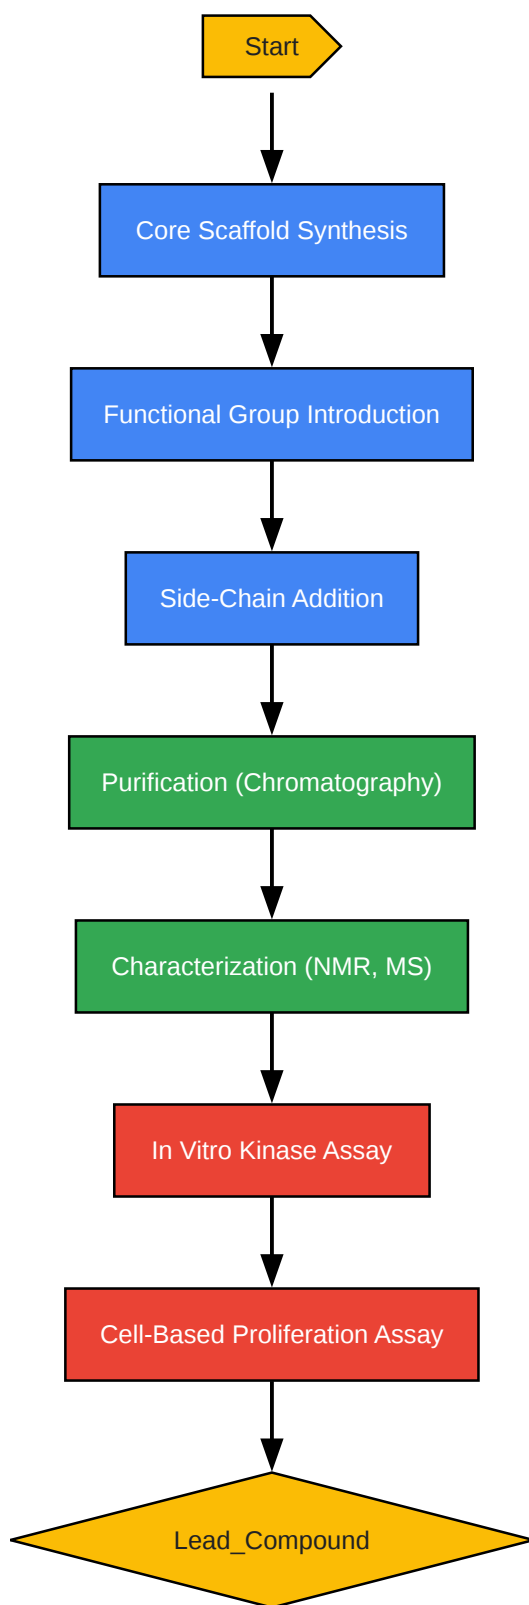 Start
Core Scaffold Synthesis
Functional Group Introduction
Side-Chain Addition
Purification (Chromatography)
Characterization (NMR, MS)
In Vitro Kinase Assay
Cell-Based Proliferation Assay
Lead_Compound